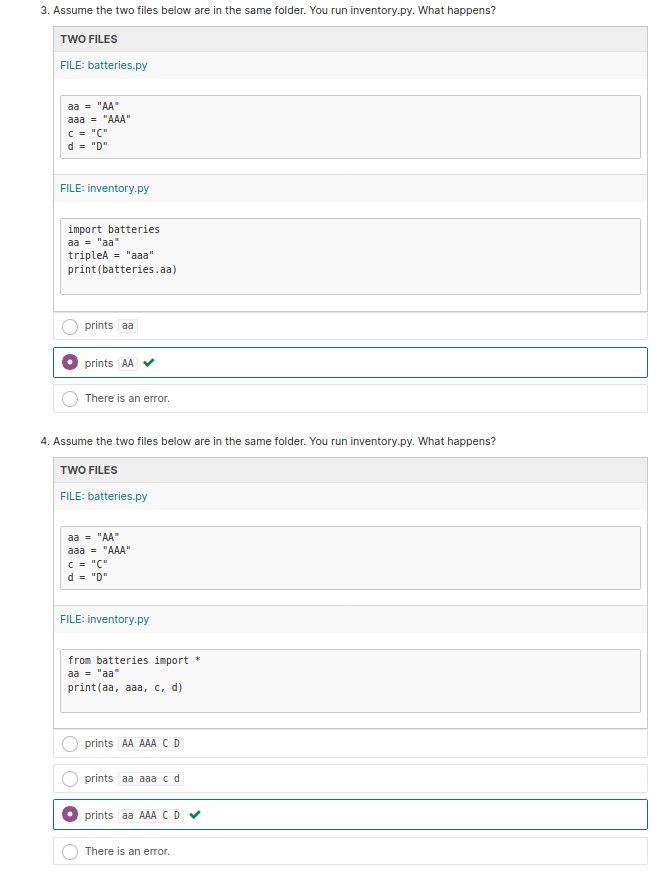 3. Assume the two files below are in the same folder. You run inventory.py. What happens?
TWO FILES
FILE: batteries.py
aa = "AA"
aaa = "AAA"
c = "C"
d = "D"
FILE: inventory.py
import batteries
aa = "aa"
tripleA = "aaa"
print(batteries.aa)
prints aa
prints AA
There is an error.
4. Assume the two files below are in the same folder. You run inventory.py. What happens?
TWO FILES
FILE: batteries.py
aa = "AA"
aaa = "AAA"
c = "C"
d = "D"
FILE: inventory.py
from batteries import *
aa = "aa"
print(aa, aaa, c, d)
prints AA AAA C D
prints aa aaa c d
prints aa AAA C D
There is an error.